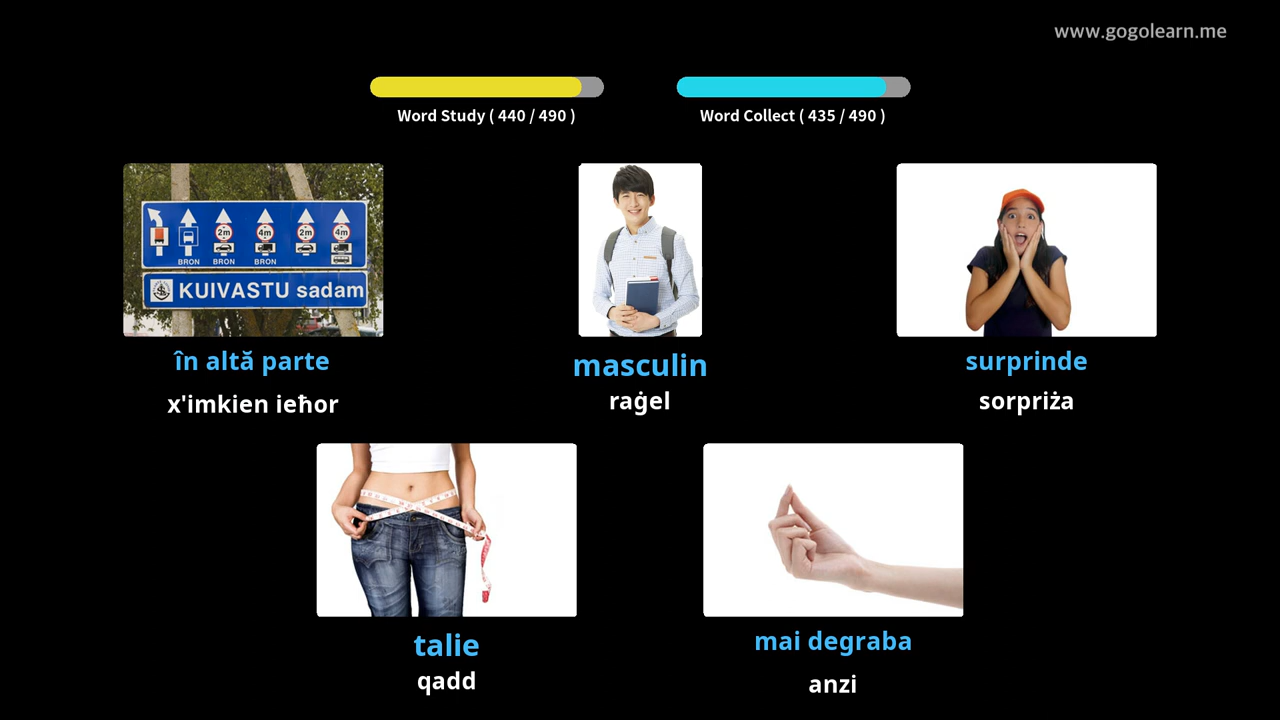 www.gogolearn.me
Word Study ( 440 / 490 )
Word Collect ( 435 / 490 )
2m 4m 2m 4m
BRON BRON BRON
KUIVASTU sadam
în altă parte
x'imkien ieħor
masculin
raġel
surprinde
sorpriża
talie
qadd
mai degraba
anzi